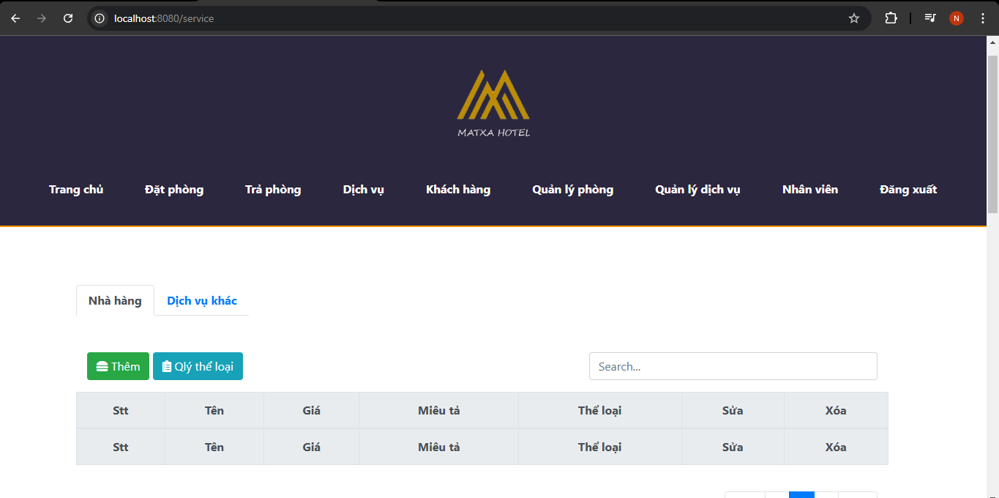 localhost:8080/service
N
MATXA HOTEL
Trang chủ Đặt phòng Trả phòng Dịch vụ Khách hàng Quản lý phòng Quản lý dịch vụ Nhân viên Đăng xuất
Nhà hàng Dịch vụ khác
Thêm Qlý thể loại Search...
Stt Tên Giá Miêu tả Thể loại Sửa Xóa
Stt Tên Giá Miêu tả Thể loại Sửa Xóa